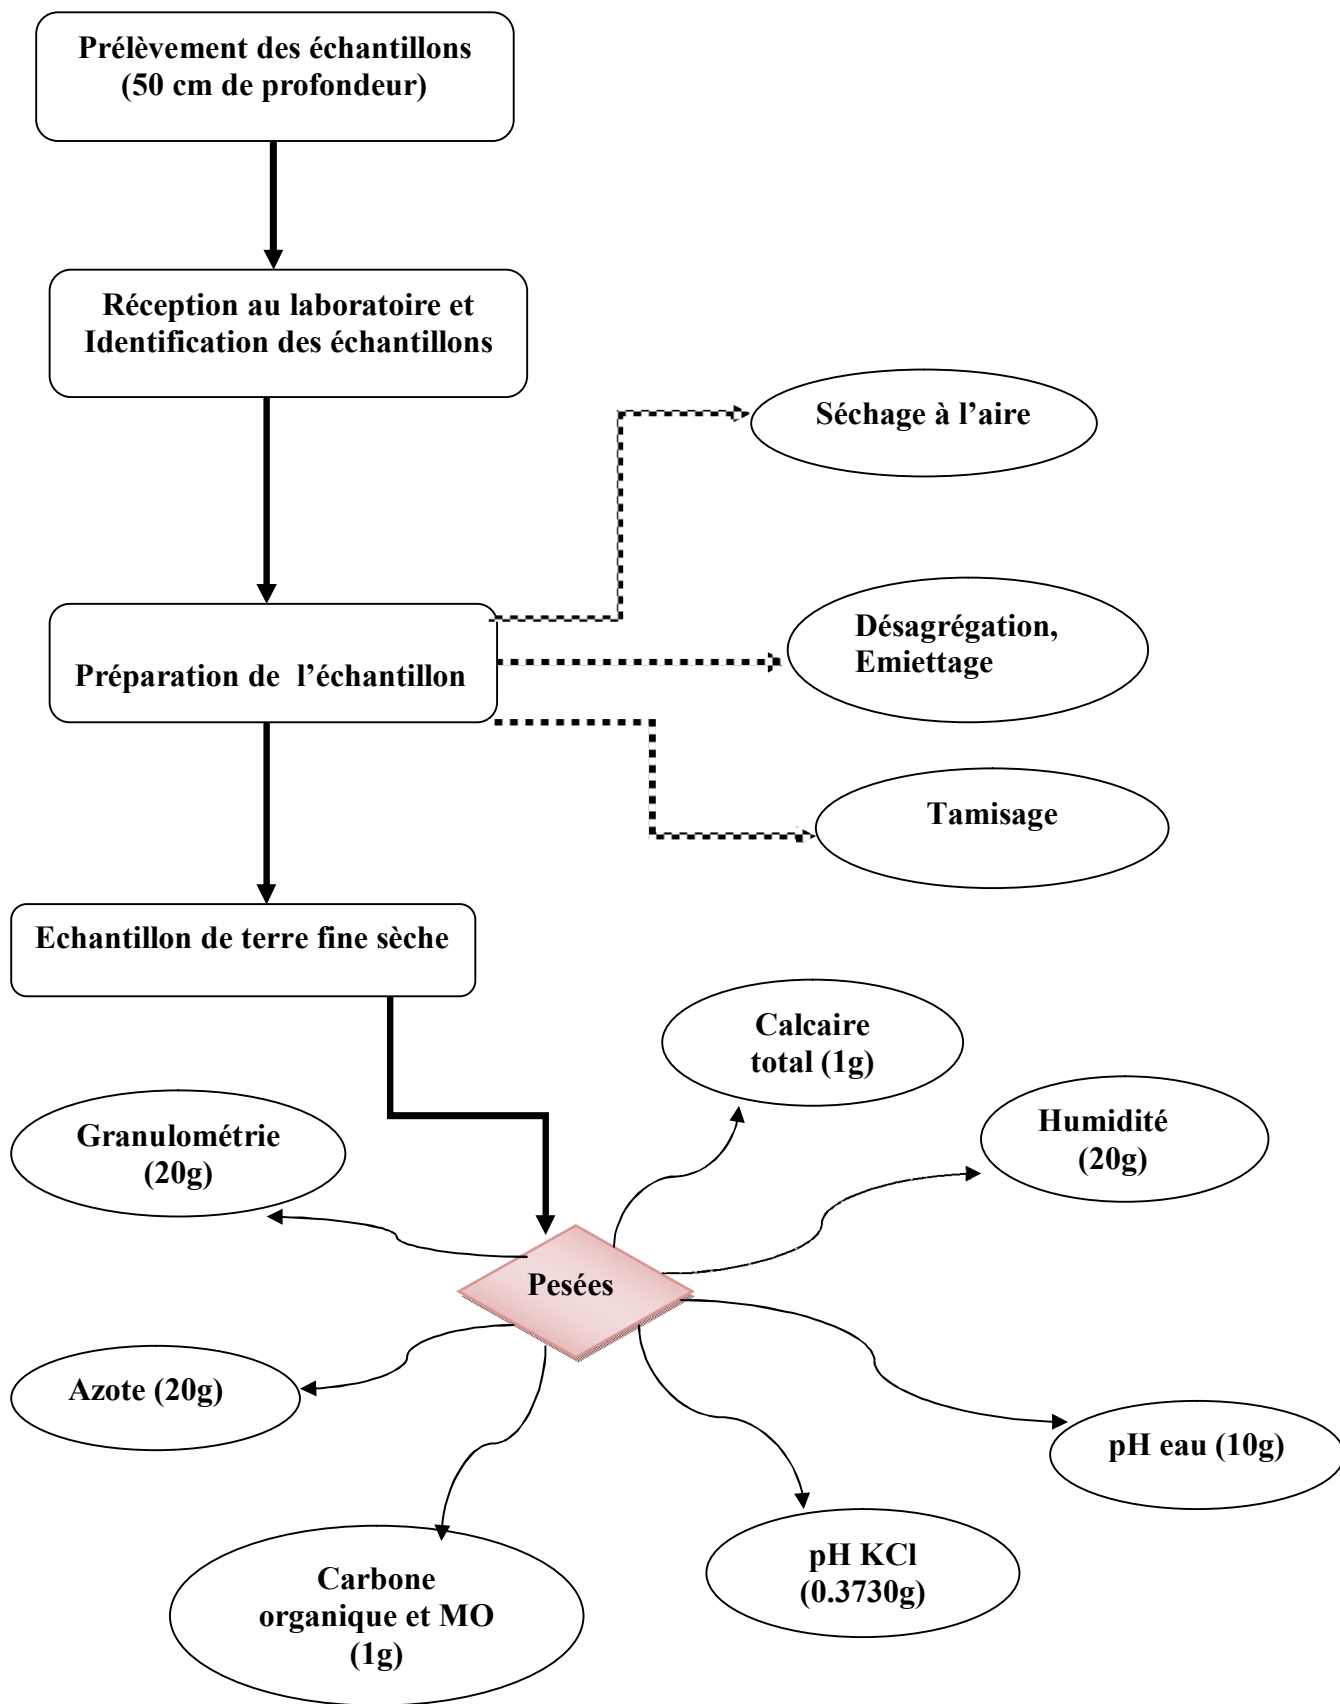 Prélèvement des échantillons
(50 cm de profondeur)
Réception au laboratoire et
Identification des échantillons
Séchage à l’aire
Désagrégation,
Emiettage
Préparation de l’échantillon
Tamisage
Echantillon de terre fine sèche
Calcaire
total (1g)
Granulométrie
(20g)
Humidité
(20g)
Pesées
Azote (20g)
pH eau (10g)
Carbone
organique et MO
(1g)
pH KCl
(0.3730g)